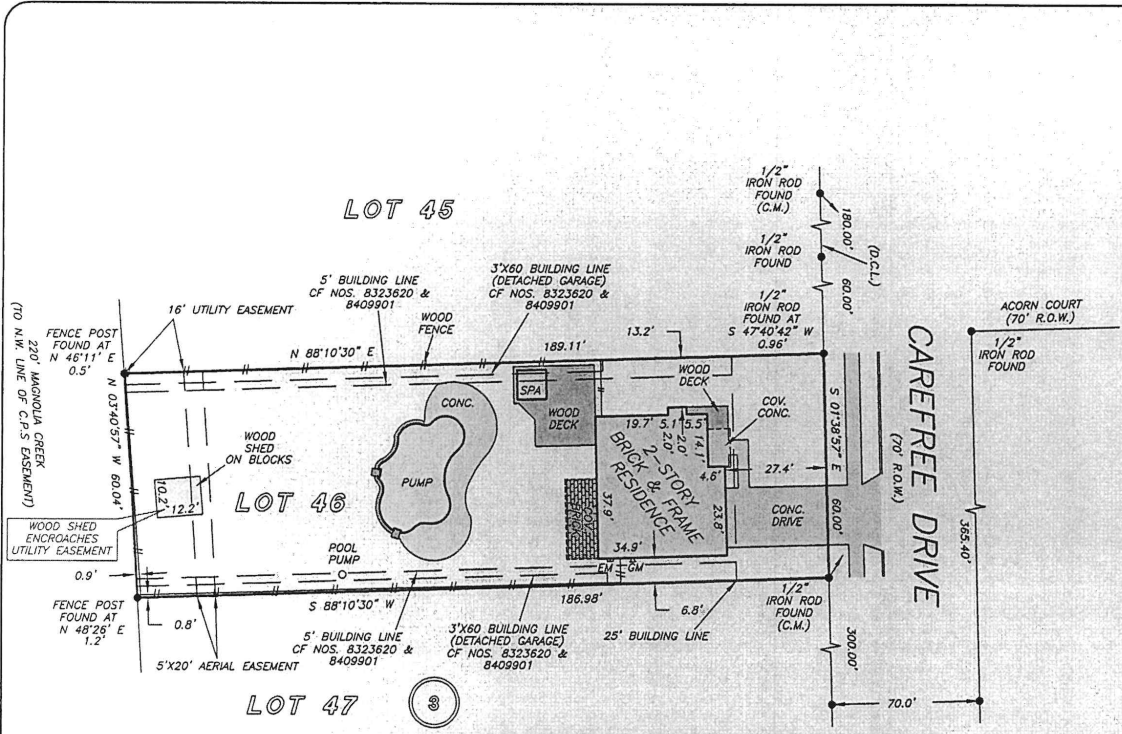 LOT 45
1/2"
IRON ROD
FOUND
(C.M.)
180.00'
(D.C.L.)
1/2"
IRON ROD
FOUND
60.00'
1/2"
IRON ROD
FOUND AT
S 47°40'42" W
0.96'
ACORN COURT
(70' R.O.W.)
1/2"
IRON ROD
FOUND
5' BUILDING LINE
CF NOS. 8323620 &
8409901
3'X60 BUILDING LINE
(DETACHED GARAGE)
CF NOS. 8323620 &
8409901
16' UTILITY EASEMENT
WOOD
FENCE
13.2'
FENCE POST
FOUND AT
N 46°11' E
0.5'
N 88°10'30" E
189.11'
220' MAGNOLIA CREEK
(TO N.W. LINE OF C.P.S EASEMENT)
N 03°40'57" W 60.04'
SPA
WOOD
DECK
CONC.
WOOD
DECK
COV.
CONC.
S 01°38'57" E
60.00'
CAREFREE DRIVE
(70' R.O.W.)
365.40'
WOOD
SHED
ON BLOCKS
10.2'
12.2'
LOT 46
PUMP
19.7'
5.1'
5.5'
2.0'
2.0'
14.1'
4.6'
27.4'
2-STORY
BRICK & FRAME
RESIDENCE
37.9'
23.8'
34.9'
COV.
BRICK
CONC.
DRIVE
WOOD SHED
ENCROACHES
UTILITY EASEMENT
POOL
PUMP
EM
GM
0.9'
FENCE POST
FOUND AT
N 48°26' E
1.2'
0.8'
S 88°10'30" W
186.98'
6.8'
1/2"
IRON ROD
FOUND
(C.M.)
300.00'
5'X20' AERIAL EASEMENT
5' BUILDING LINE
CF NOS. 8323620 &
8409901
3'X60 BUILDING LINE
(DETACHED GARAGE)
CF NOS. 8323620 &
8409901
25' BUILDING LINE
LOT 47
3
70.0'